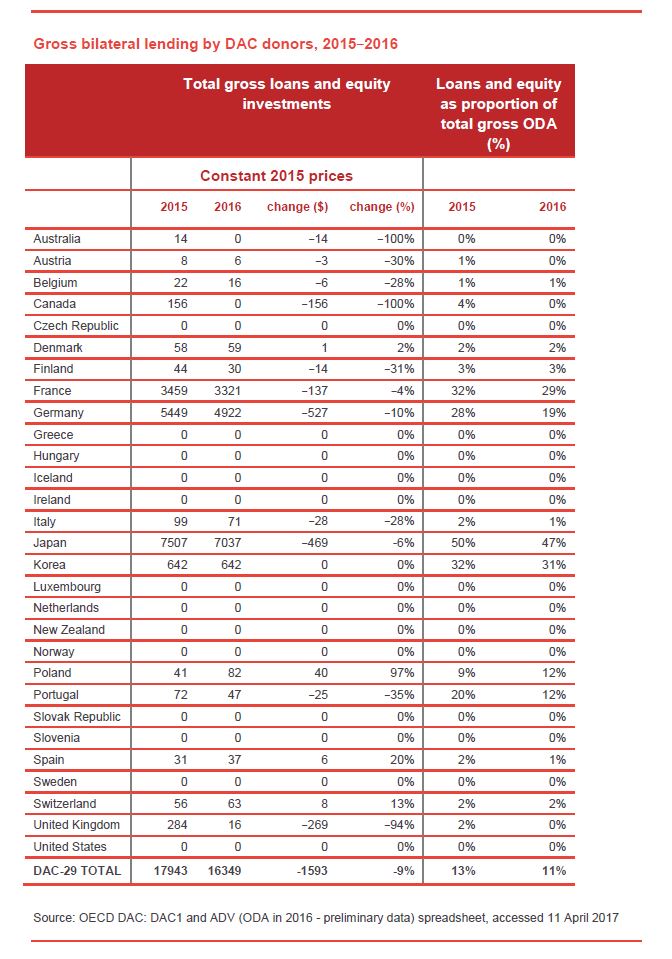 Gross bilateral lending by DAC donors, 2015–2016
Total gross loans and equity investments Loans and equity as proportion of total gross ODA (%)
Constant 2015 prices
2015 2016 change ($) change (%) 2015 2016
Australia 14 0 –14 –100% 0% 0%
Austria 8 6 –3 –30% 1% 0%
Belgium 22 16 –6 –28% 1% 1%
Canada 156 0 –156 –100% 4% 0%
Czech Republic 0 0 0 0% 0% 0%
Denmark 58 59 1 2% 2% 2%
Finland 44 30 –14 –31% 3% 3%
France 3459 3321 –137 –4% 32% 29%
Germany 5449 4922 –527 –10% 28% 19%
Greece 0 0 0 0% 0% 0%
Hungary 0 0 0 0% 0% 0%
Iceland 0 0 0 0% 0% 0%
Ireland 0 0 0 0% 0% 0%
Italy 99 71 –28 –28% 2% 1%
Japan 7507 7037 –469 –6% 50% 47%
Korea 642 642 0 0% 32% 31%
Luxembourg 0 0 0 0% 0% 0%
Netherlands 0 0 0 0% 0% 0%
New Zealand 0 0 0 0% 0% 0%
Norway 0 0 0 0% 0% 0%
Poland 41 82 40 97% 9% 12%
Portugal 72 47 –25 –35% 20% 12%
Slovak Republic 0 0 0 0% 0% 0%
Slovenia 0 0 0 0% 0% 0%
Spain 31 37 6 20% 2% 1%
Sweden 0 0 0 0% 0% 0%
Switzerland 56 63 8 13% 2% 2%
United Kingdom 284 16 -269 –94% 2% 0%
United States 0 0 0 0% 0% 0%
DAC-29 TOTAL 17943 16349 -1593 -9% 13% 11%
Source: OECD DAC: DAC1 and ADV (ODA in 2016 - preliminary data) spreadsheet, accessed 11 April 2017